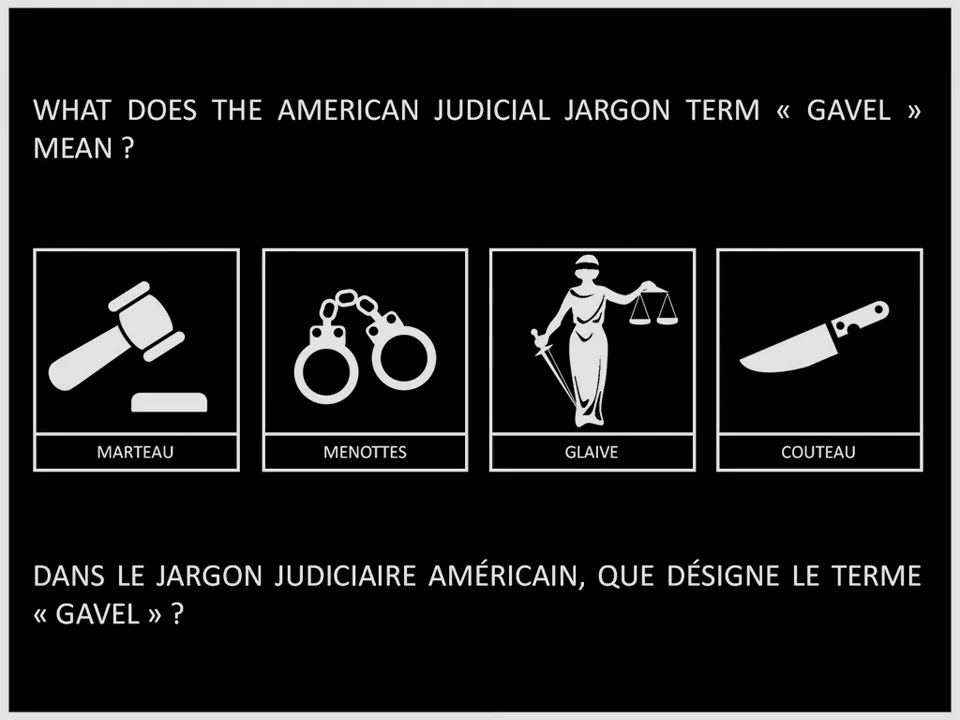 WHAT DOES THE AMERICAN JUDICIAL JARGON TERM « GAVEL »
MEAN ?
MARTEAU
MENOTTES
GLAIVE
COUTEAU
DANS LE JARGON JUDICIAIRE AMÉRICAIN, QUE DÉSIGNE LE TERME
« GAVEL » ?